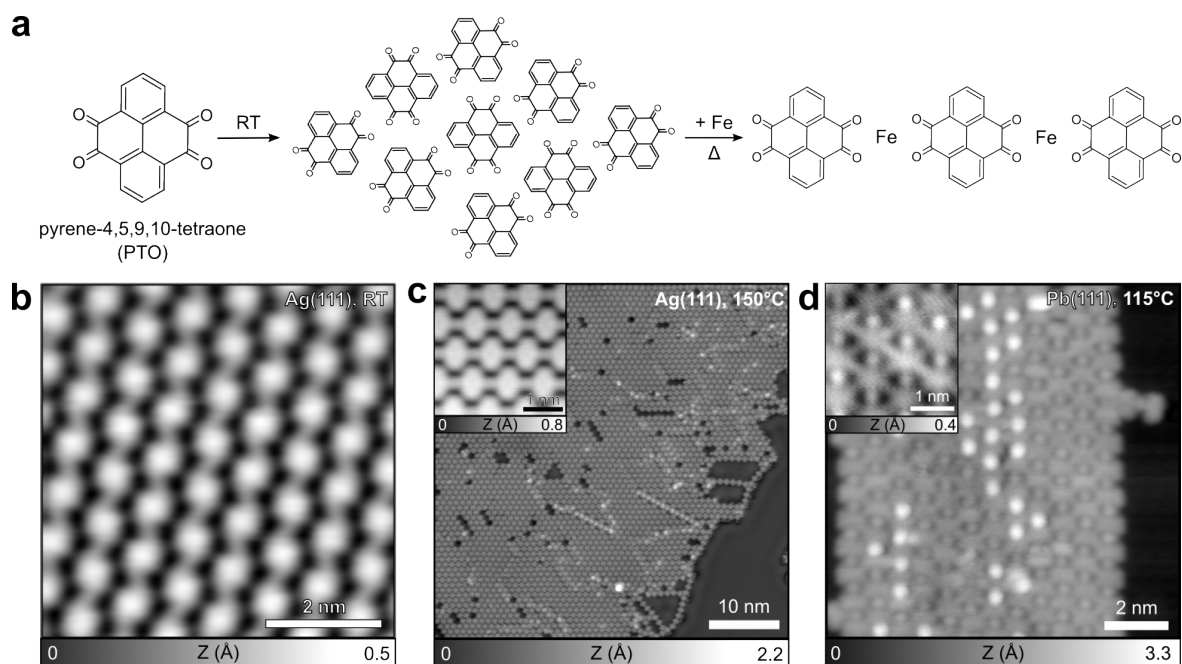 a
RT
+ Fe
Δ
O O O O
Fe
O O O O
Fe
O O O O
pyrene-4,5,9,10-tetraone
(PTO)
b
Ag(111), RT
2 nm
0 Z (Å) 0.5
c
Ag(111), 150°C
1 nm
0 Z (Å) 0.8
10 nm
0 Z (Å) 2.2
d
Pb(111), 115°C
1 nm
0 Z (Å) 0.4
2 nm
0 Z (Å) 3.3